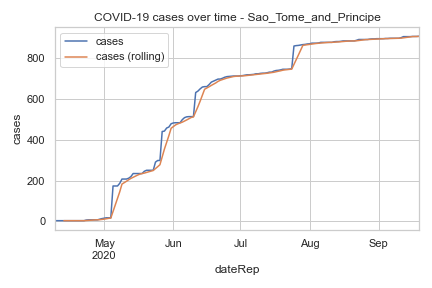 COVID-19 cases over time - Sao_Tome_and_Principe
cases
cases (rolling)
800
600
400
200
0
cases
May
2020
Jun
Jul
Aug
Sep
dateRep